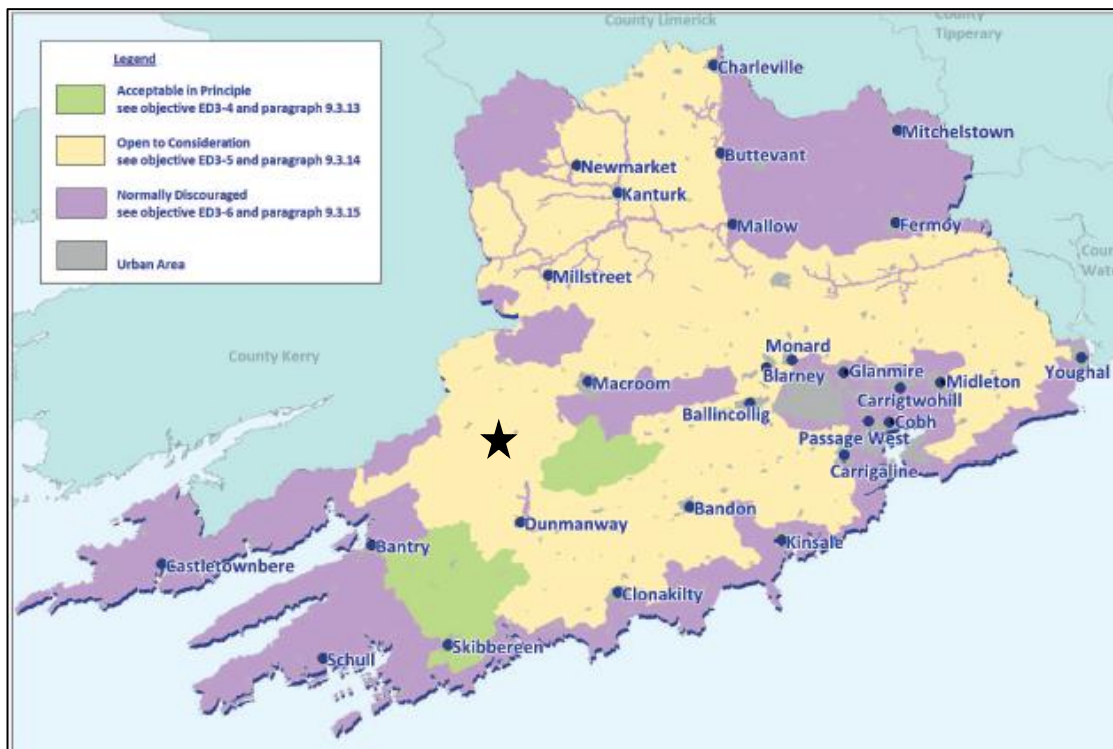 County Limerick
County
Tipperary
Legend
Acceptable in Principle
see objective ED3-4 and paragraph 9.3.13
Open to Consideration
see objective ED3-5 and paragraph 9.3.14
Normally Discouraged
see objective ED3-6 and paragraph 9.3.15
Urban Area
Charleville
Mitchelstown
Buttevant
Newmarket
Kanturk
Mallow
Fermoy
Coun
Wate
Millstreet
County Kerry
Monard
Blarney
Glanmire
Youghal
Macroom
Midleton
Carrigtwohill
Ballincollig
Cobh
Passage West
Carrigaline
Bandon
Dunmanway
Kinsale
Bantry
Castletownbere
Clonakilty
Skibbereen
Schull